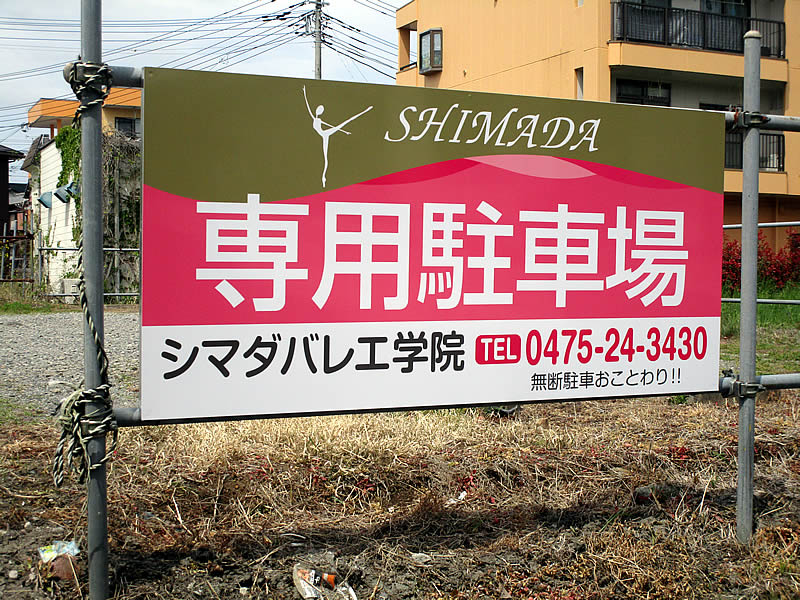 SHIMADA
専用駐車場
シマダバレエ学院 TEL 0475-24-3430
無断駐車おことわり!!